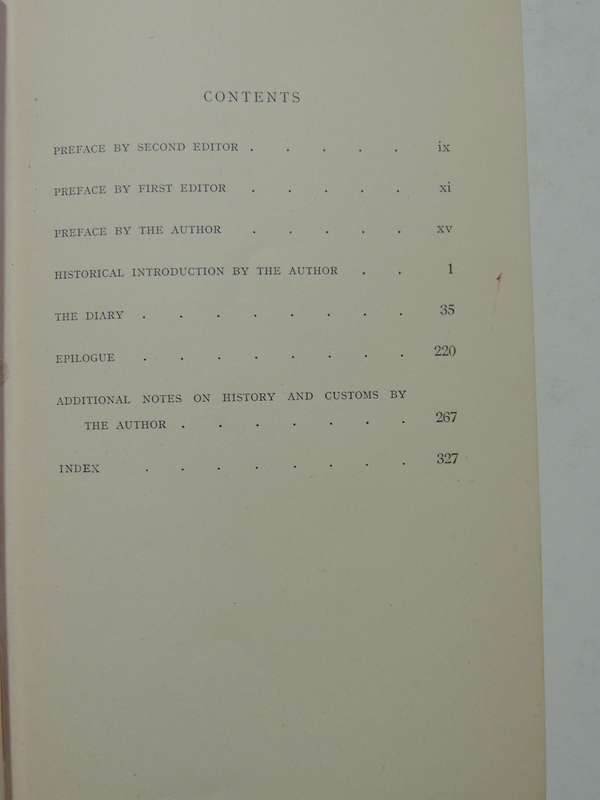 CONTENTS
PREFACE BY SECOND EDITOR . . . . . ix
PREFACE BY FIRST EDITOR . . . . . xi
PREFACE BY THE AUTHOR . . . . . xv
HISTORICAL INTRODUCTION BY THE AUTHOR . . 1
THE DIARY . . . . . . . . 35
EPILOGUE . . . . . . . . 220
ADDITIONAL NOTES ON HISTORY AND CUSTOMS BY
THE AUTHOR . . . . . . . 267
INDEX . . . . . . . . 327